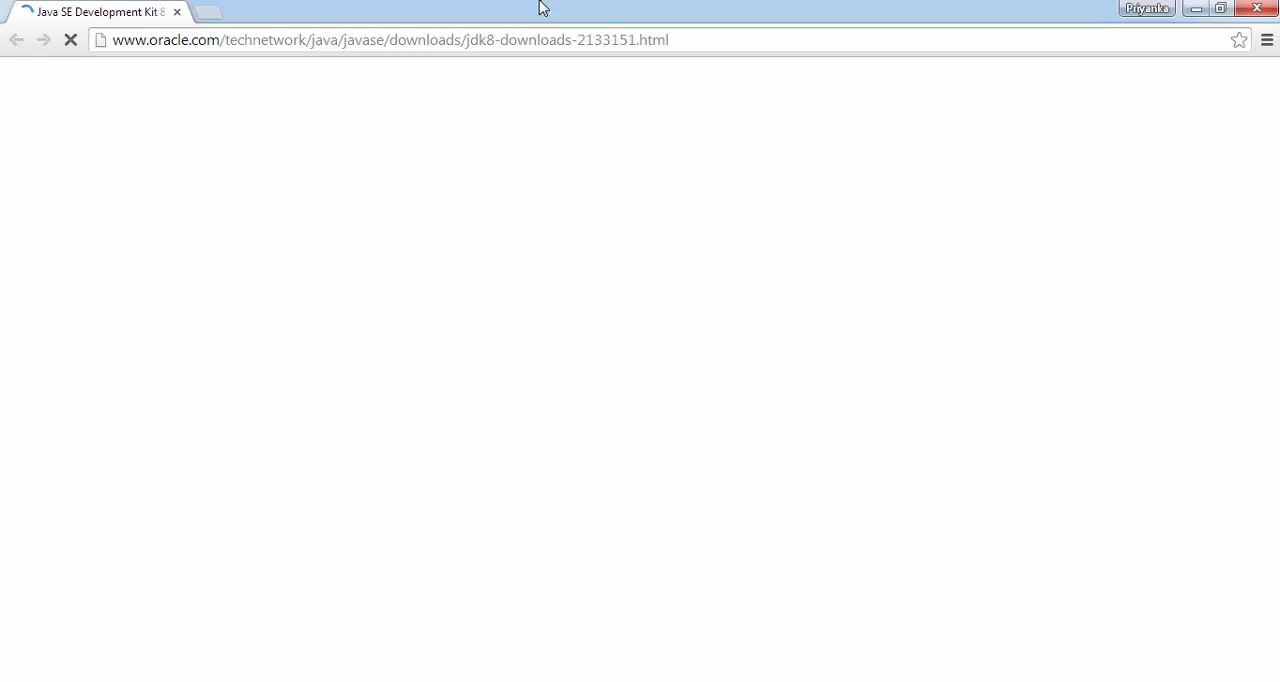 Java SE Development Kit 8
Priyanka
www.oracle.com/technetwork/java/javase/downloads/jdk8-downloads-2133151.html